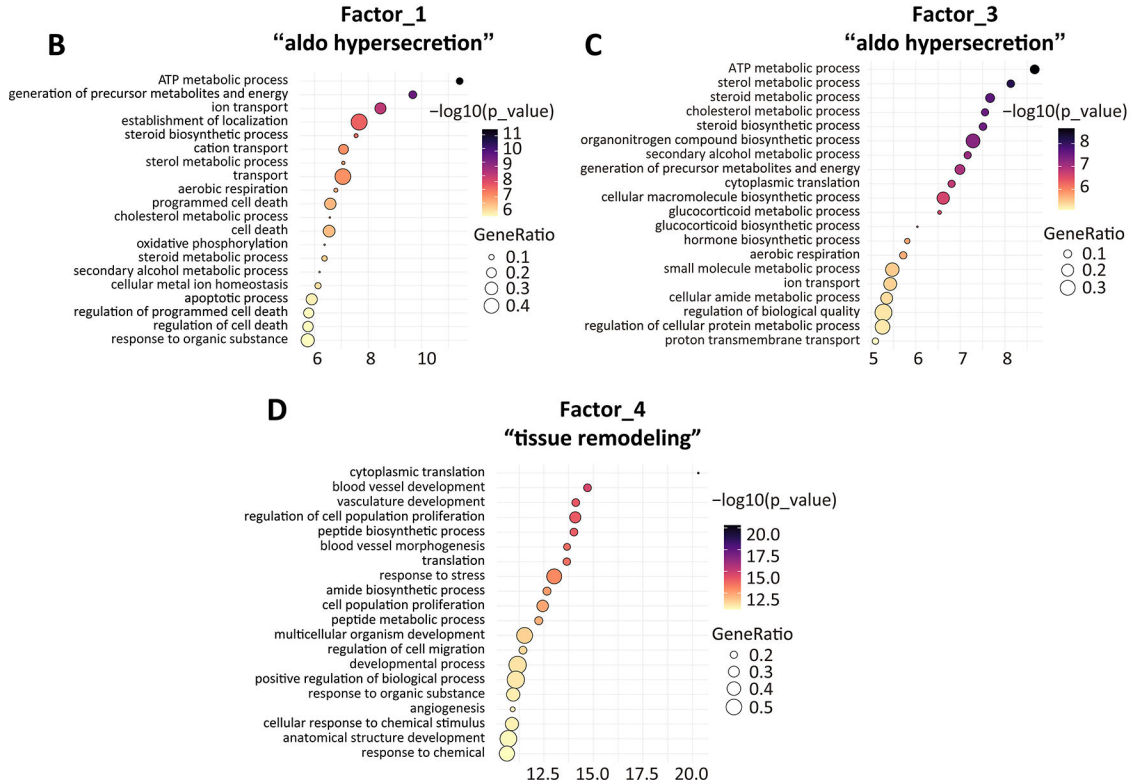 B
Factor_1
“aldo hypersecretion”
ATP metabolic process
generation of precursor metabolites and energy
ion transport
establishment of localization
steroid biosynthetic process
cation transport
sterol metabolic process
transport
aerobic respiration
programmed cell death
cholesterol metabolic process
cell death
oxidative phosphorylation
steroid metabolic process
secondary alcohol metabolic process
cellular metal ion homeostasis
apoptotic process
regulation of programmed cell death
regulation of cell death
response to organic substance
6 8 10
−log10(p_value)
11
10
9
8
7
6
GeneRatio
0.1
0.2
0.3
0.4
C
Factor_3
“aldo hypersecretion”
ATP metabolic process
sterol metabolic process
steroid metabolic process
cholesterol metabolic process
steroid biosynthetic process
organonitrogen compound biosynthetic process
secondary alcohol metabolic process
generation of precursor metabolites and energy
cytoplasmic translation
cellular macromolecule biosynthetic process
glucocorticoid metabolic process
glucocorticoid biosynthetic process
hormone biosynthetic process
aerobic respiration
small molecule metabolic process
ion transport
cellular amide metabolic process
regulation of biological quality
regulation of cellular protein metabolic process
proton transmembrane transport
5 6 7 8
−log10(p_value)
8
7
6
GeneRatio
0.1
0.2
0.3
D
Factor_4
“tissue remodeling”
cytoplasmic translation
blood vessel development
vasculature development
regulation of cell population proliferation
peptide biosynthetic process
blood vessel morphogenesis
translation
response to stress
amide biosynthetic process
cell population proliferation
peptide metabolic process
multicellular organism development
regulation of cell migration
developmental process
positive regulation of biological process
response to organic substance
angiogenesis
cellular response to chemical stimulus
anatomical structure development
response to chemical
12.5 15.0 17.5 20.0
−log10(p_value)
20.0
17.5
15.0
12.5
GeneRatio
0.2
0.3
0.4
0.5